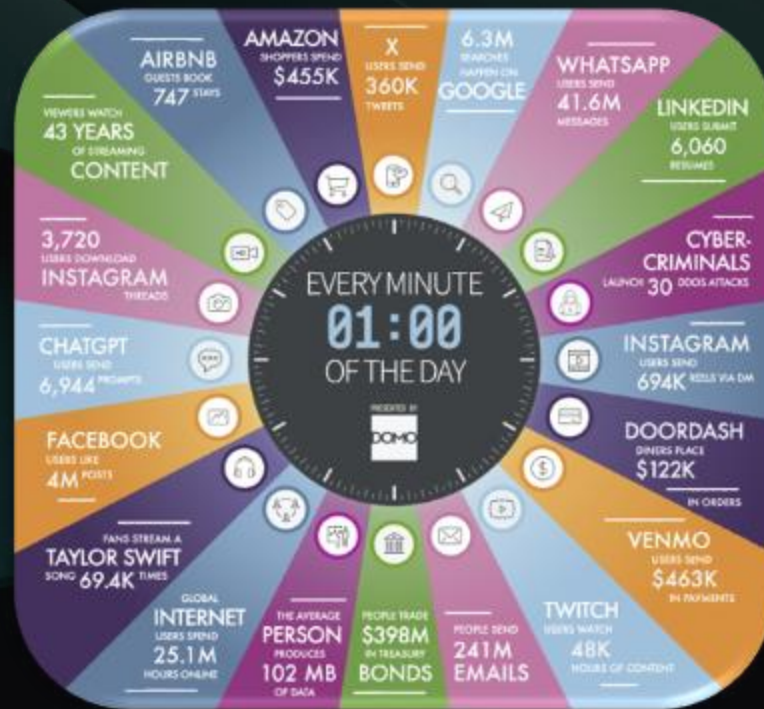 EVERY MINUTE
01:00
OF THE DAY
PRESENTED BY
DOMO
X
USERS SEND
360K
TWEETS
6.3M
SEARCHES
HAPPEN ON
GOOGLE
WHATSAPP
USERS SEND
41.6M
MESSAGES
LINKEDIN
USERS SUBMIT
6,060
RESUMES
CYBER-
CRIMINALS
LAUNCH 30 DDOS ATTACKS
INSTAGRAM
USERS SEND
694K REELS VIA DM
DOORDASH
DINERS PLACE
$122K
IN ORDERS
VENMO
USERS SEND
$463K
IN PAYMENTS
TWITCH
USERS WATCH
48K
HOURS OF CONTENT
PEOPLE SEND
241M
EMAILS
PEOPLE TRADE
$398M
IN TREASURY
BONDS
THE AVERAGE
PERSON
PRODUCES
102 MB
OF DATA
GLOBAL
INTERNET
USERS SPEND
25.1M
HOURS ONLINE
FANS STREAM A
TAYLOR SWIFT
SONG 69.4K TIMES
FACEBOOK
USERS LIKE
4M POSTS
CHATGPT
USERS SEND
6,944 PROMPTS
3,720
USERS DOWNLOAD
INSTAGRAM
THREADS
VIEWERS WATCH
43 YEARS
OF STREAMING
CONTENT
AIRBNB
GUESTS BOOK
747 STAYS
AMAZON
SHOPPERS SPEND
$455K